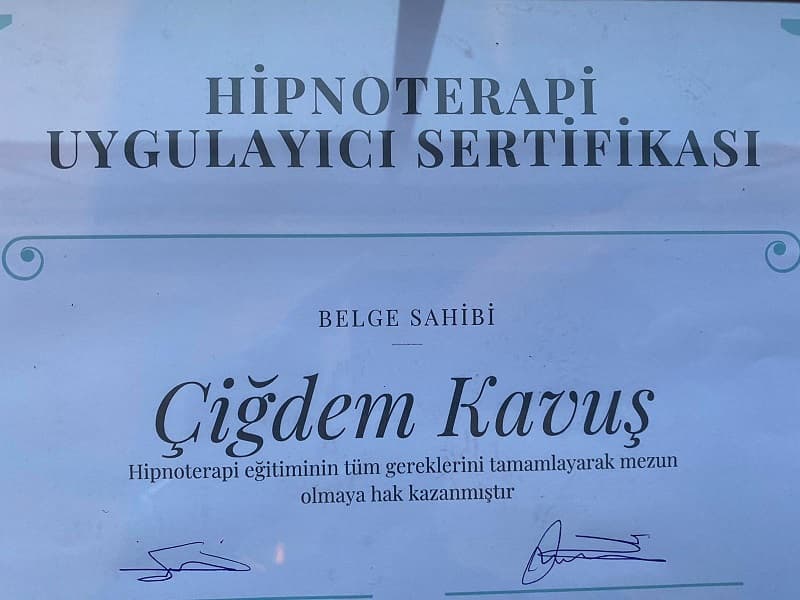 HİPNOTERAPİ
UYGULAYICI SERTİFİKASI
BELGE SAHİBİ
Çiğdem Kavuş
Hipnoterapi eğitiminin tüm gereklerini tamamlayarak mezun
olmaya hak kazanmıştır